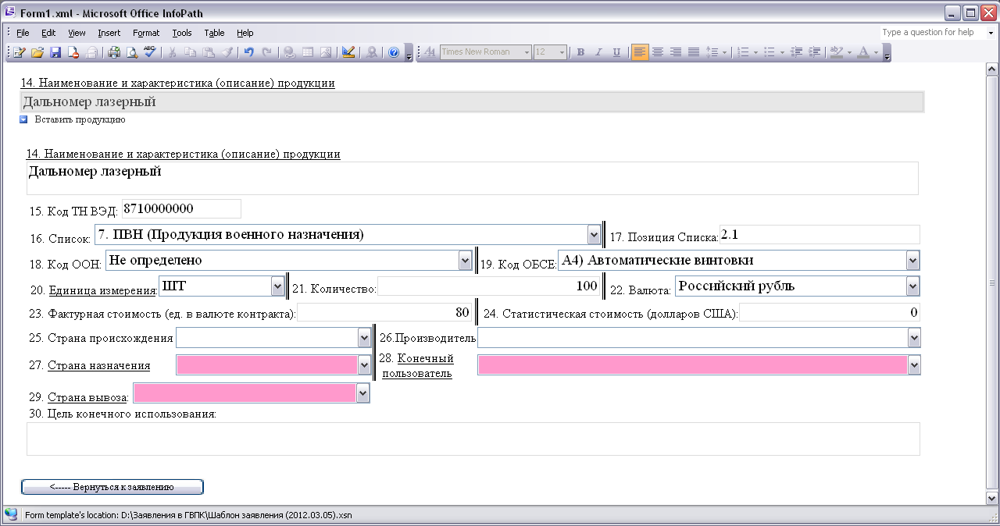 Form1.xml - Microsoft Office InfoPath
File Edit View Insert Format Tools Table Help
Type a question for help
Times New Roman 12 B I U
14. Наименование и характеристика (описание) продукции
Дальномер лазерный
Вставить продукцию
14. Наименование и характеристика (описание) продукции
Дальномер лазерный
15. Код ТН ВЭД: 8710000000
16. Список: 7. ПВН (Продукция военного назначения) 17. Позиция Списка: 2.1
18. Код ООН: Не определено 19. Код ОБСЕ: А4) Автоматические винтовки
20. Единица измерения: ШТ 21. Количество: 100 22. Валюта: Российский рубль
23. Фактурная стоимость (ед. в валюте контракта): 80 24. Статистическая стоимость (долларов США): 0
25. Страна происхождения 26.Производитель
27. Страна назначения 28. Конечный
пользователь
29. Страна вывоза:
30. Цель конечного использования:
<----- Вернуться к заявлению
Form template's location: D:\Заявления в ГВПК\Шаблон заявления (2012.03.05).xsn